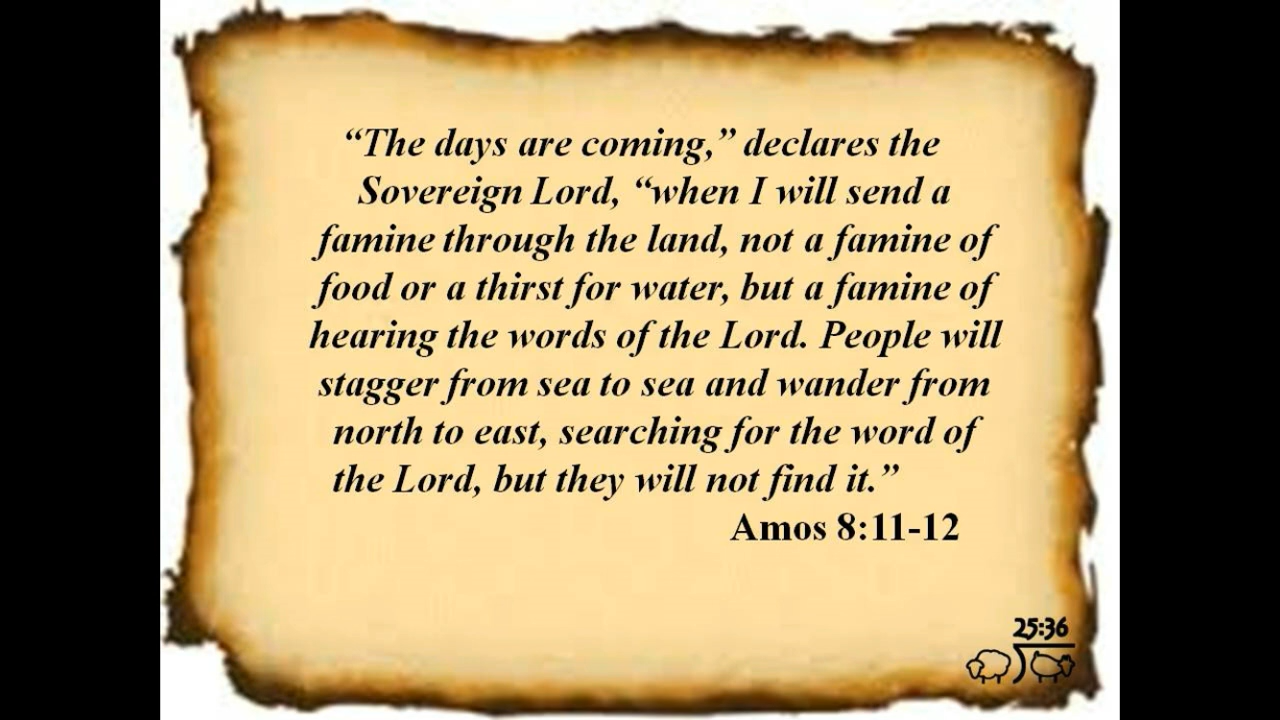 “The days are coming,” declares the
Sovereign Lord, “when I will send a
famine through the land, not a famine of
food or a thirst for water, but a famine of
hearing the words of the Lord. People will
stagger from sea to sea and wander from
north to east, searching for the word of
the Lord, but they will not find it.”
Amos 8:11-12
25:36